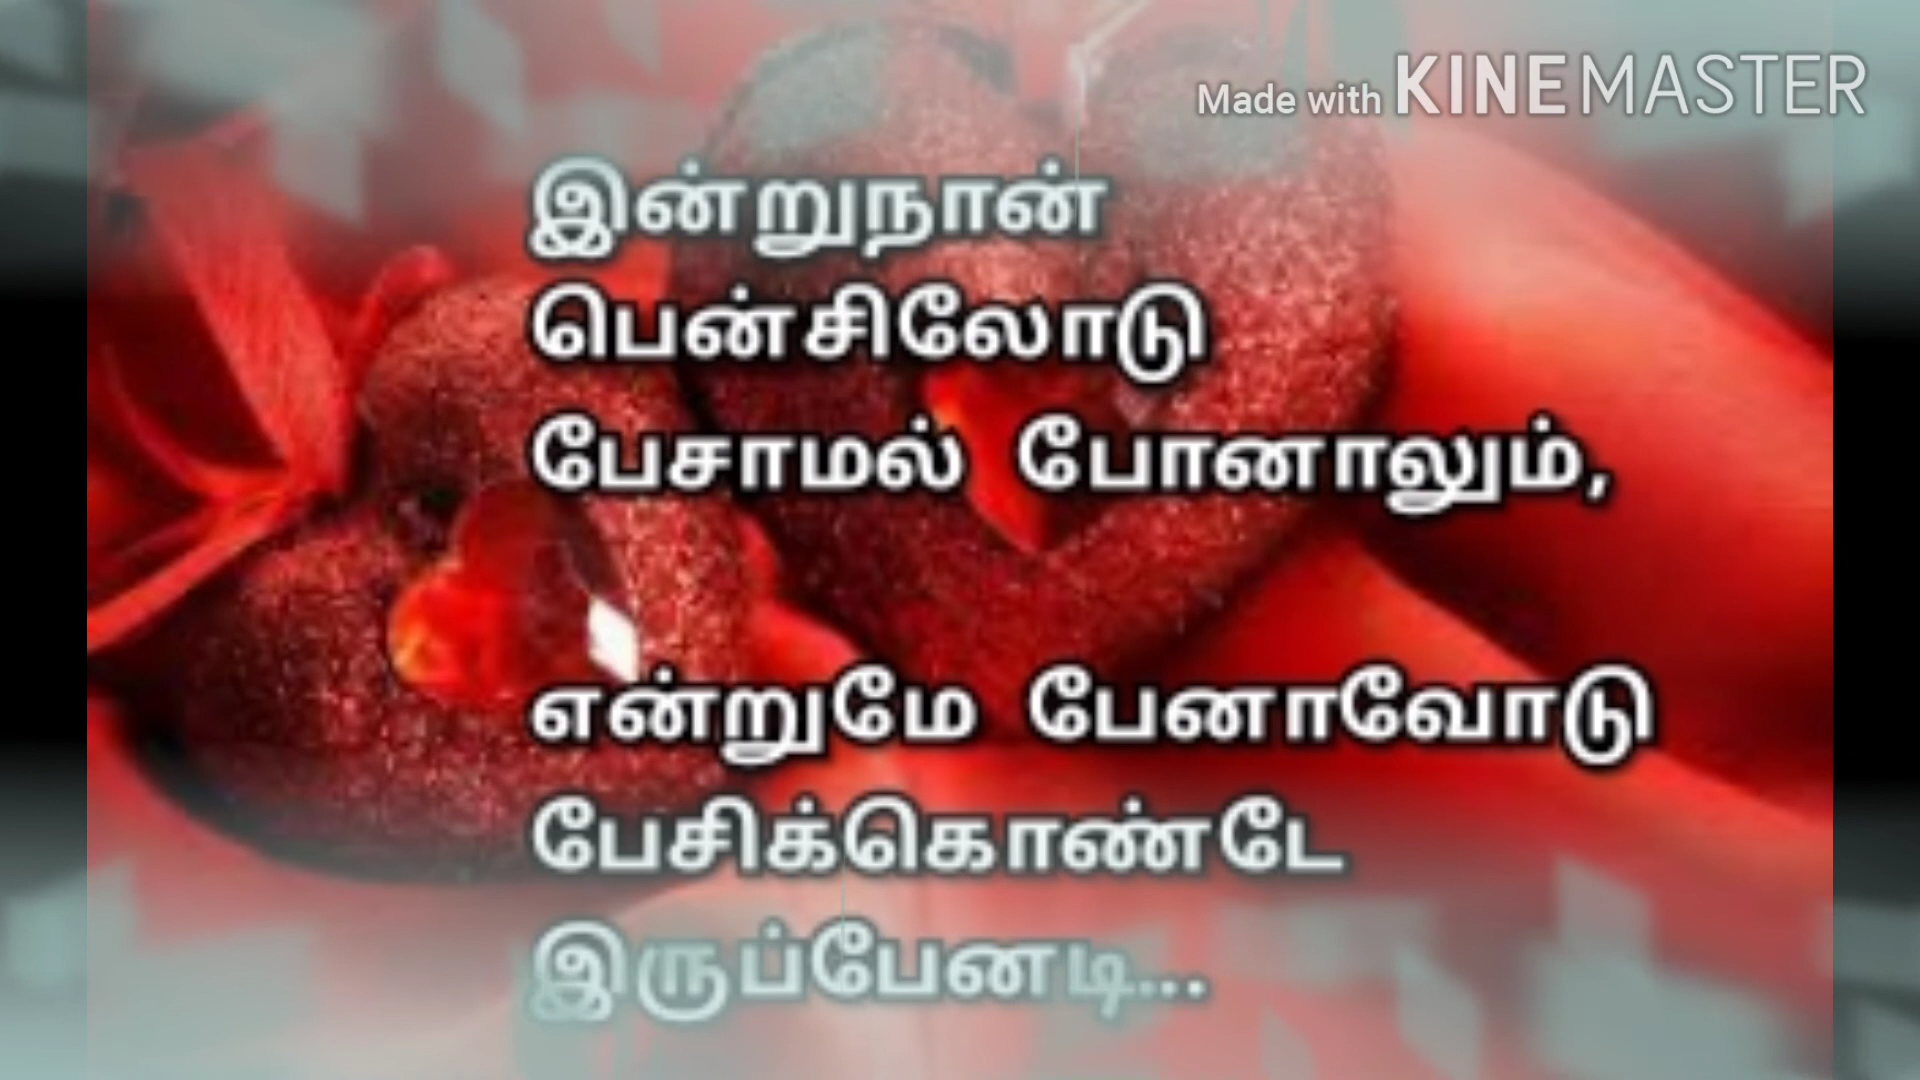 Made with KINEMASTER
இன்றுநான்
பென்சிலோடு
பேசாமல் போனாலும்,
என்றுமே பேனாவோடு
பேசிக்கொண்டே
இருப்பேனடி...